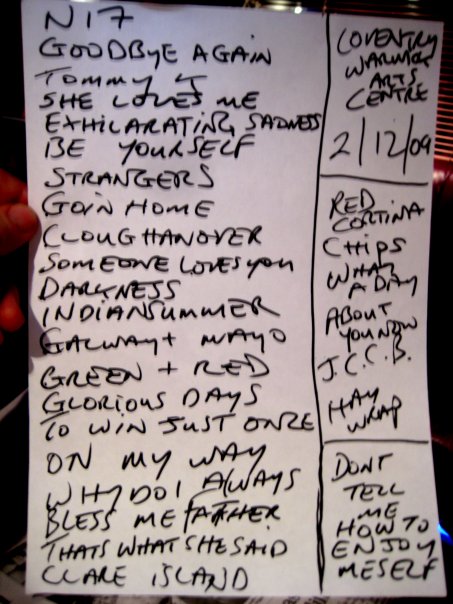 N17
GOODBYE AGAIN
TOMMY K
SHE LOVES ME
EXHILARATING SADNESS
BE YOURSELF
STRANGERS
GOIN HOME
CLOUGHANOVER
SOMEONE LOVES YOU
DARKNESS
INDIAN SUMMER
GALWAY + MAYO
GREEN + RED
GLORIOUS DAYS
TO WIN JUST ONCE
ON MY WAY
WHY DO I ALWAYS
BLESS ME FATHER
THATS WHAT SHE SAID
CLARE ISLAND
COVENTRY
WARWICK
ARTS
CENTRE
2/12/09
RED
CORTINA
CHIPS
WHAT
A DAY
ABOUT
YOU NOW
J.C.B.
HAY
WRAP
DONT
TELL
ME
HOW TO
ENJOY
MESELF